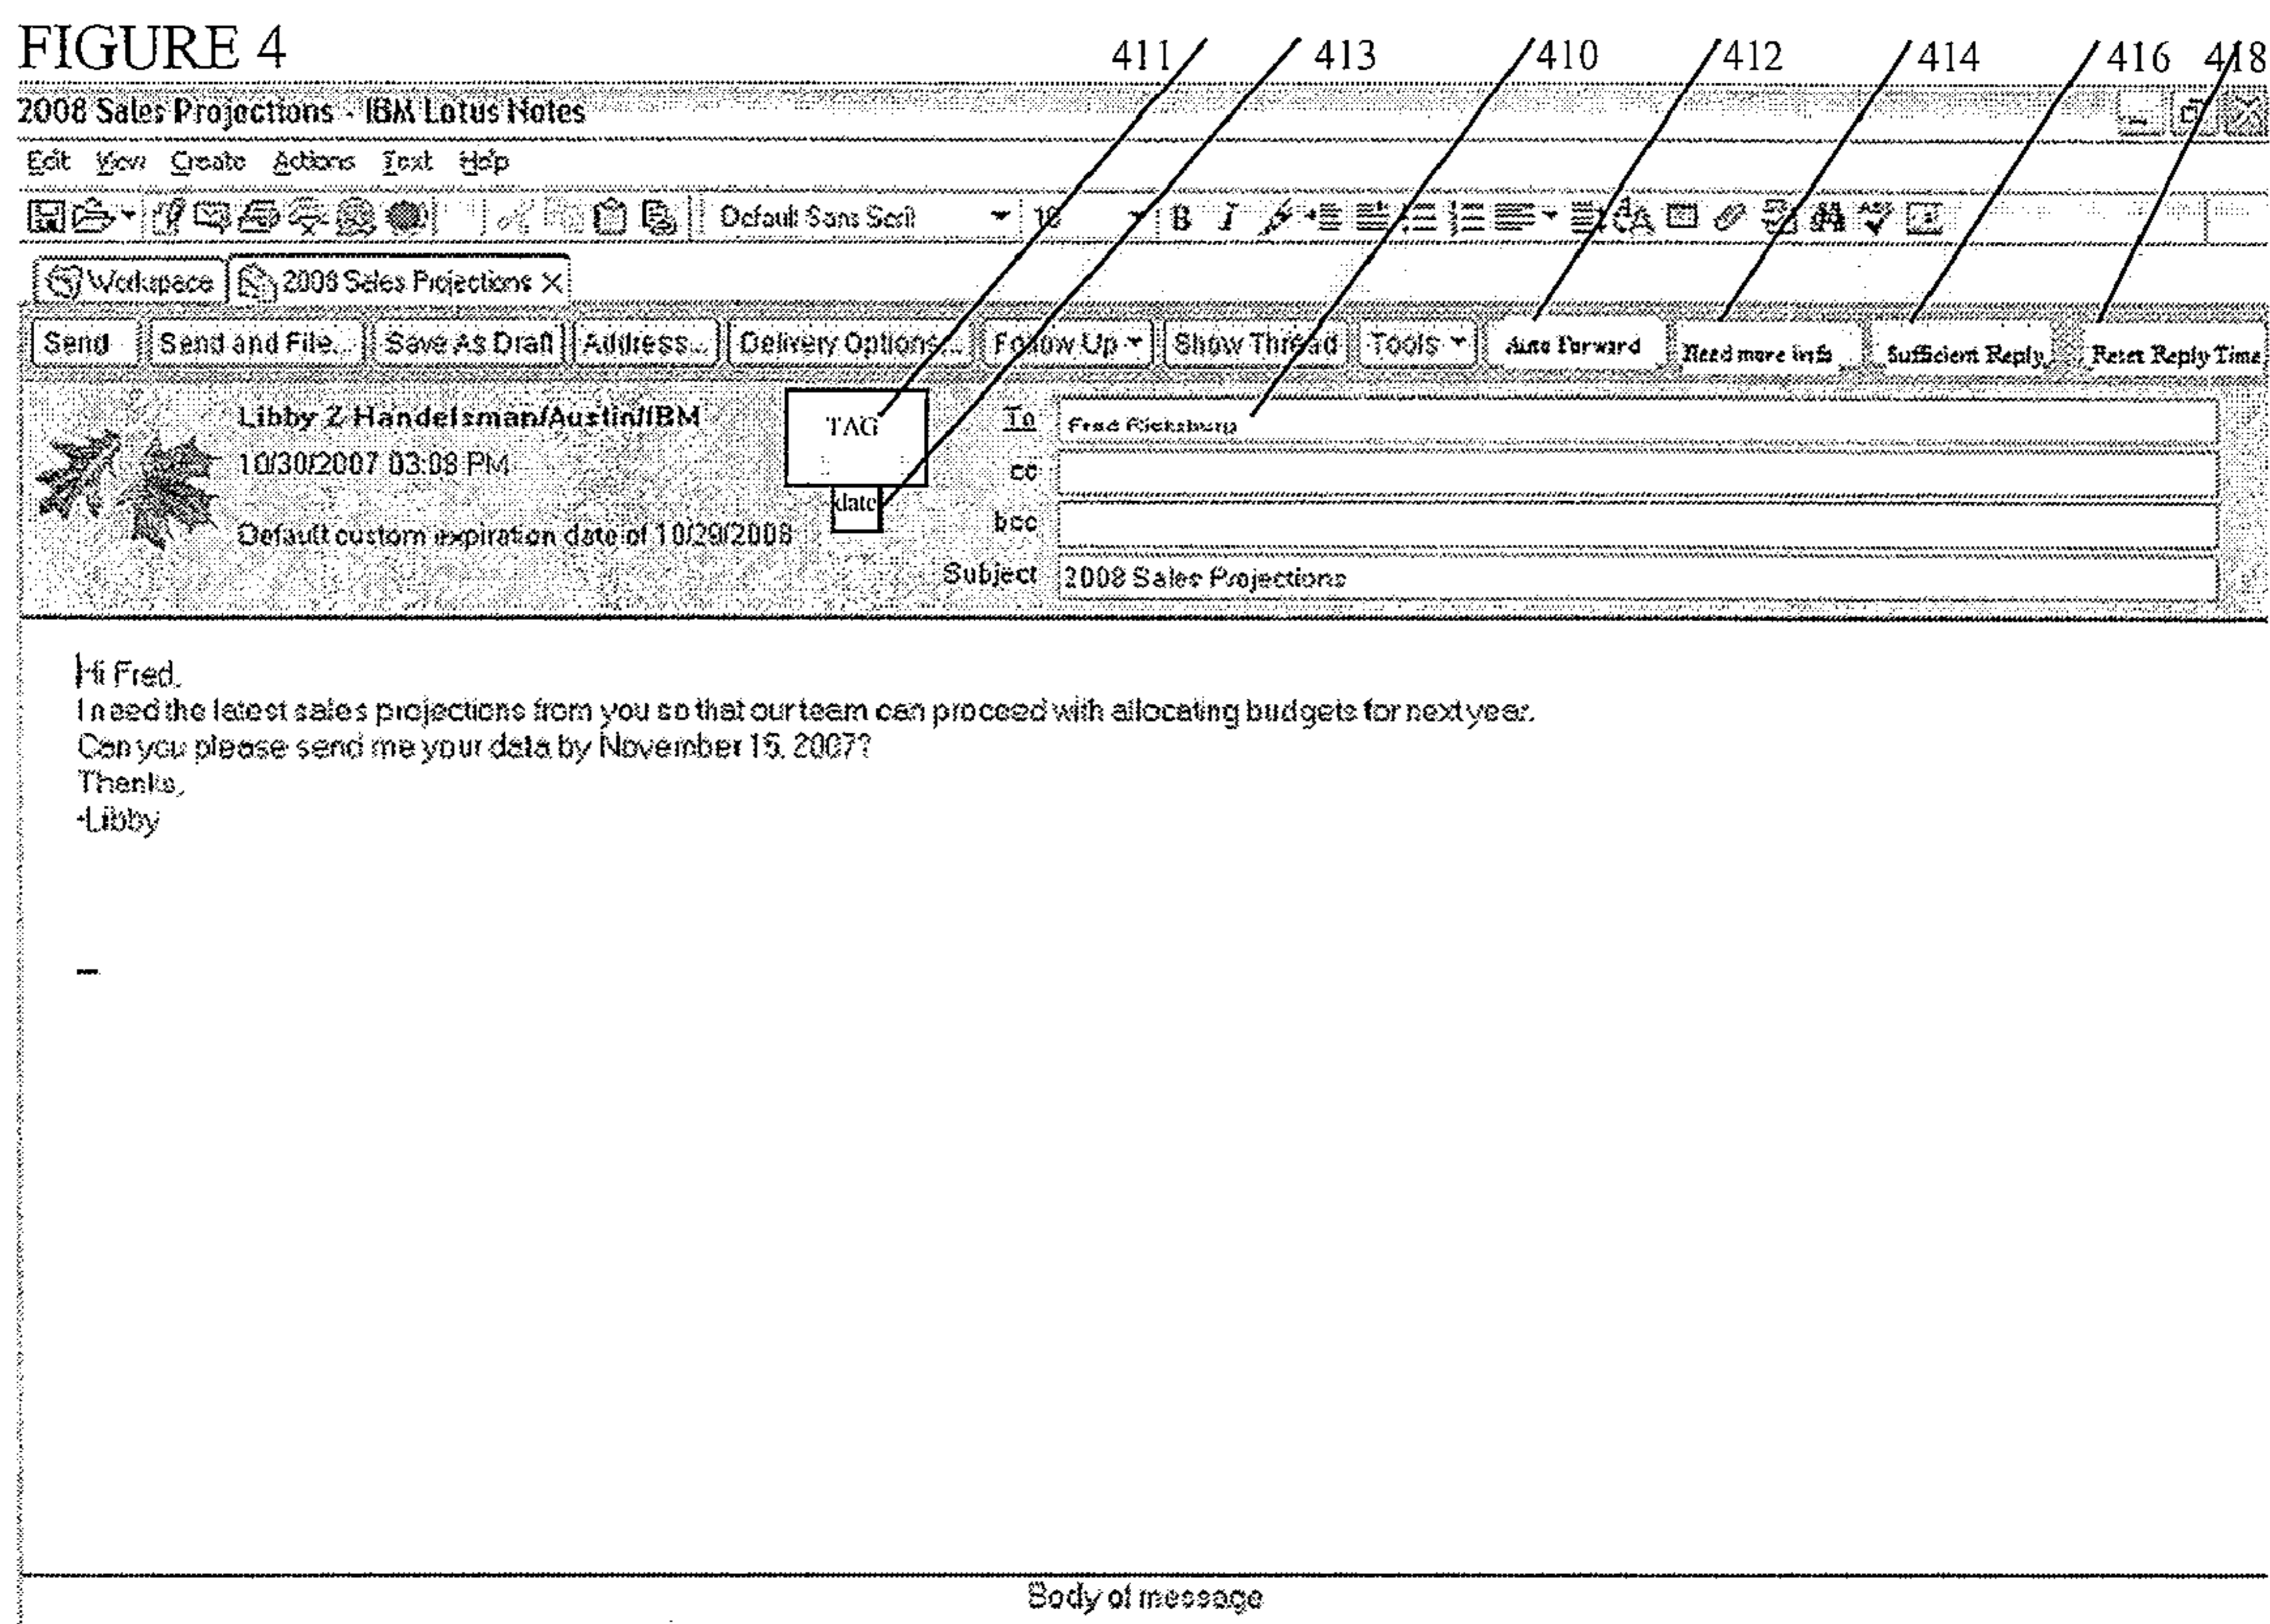 FIGURE 4
411 413 410 412 414 416 418
2008 Sales Projections - IBM Lotus Notes
Edit View Create Actions Text Help
Default Sans Serif 10 B I
Workspace 2008 Sales Projections X
Send Send and File... Save As Draft Address... Delivery Options... Follow Up Show Thread Tools Auto Forward Need more info Sufficient Reply Reset Reply Time
Libby Z Handelsman/Austin/IBM TAG To Fred Ricksburg
10/30/2007 03:08 PM cc
date bcc
Default custom expiration date of 10/29/2008
Subject 2008 Sales Projections
Hi Fred,
I need the latest sales projections from you so that our team can proceed with allocating budgets for next year.
Can you please send me your data by November 15, 2007?
Thanks,
-Libby
Body of message